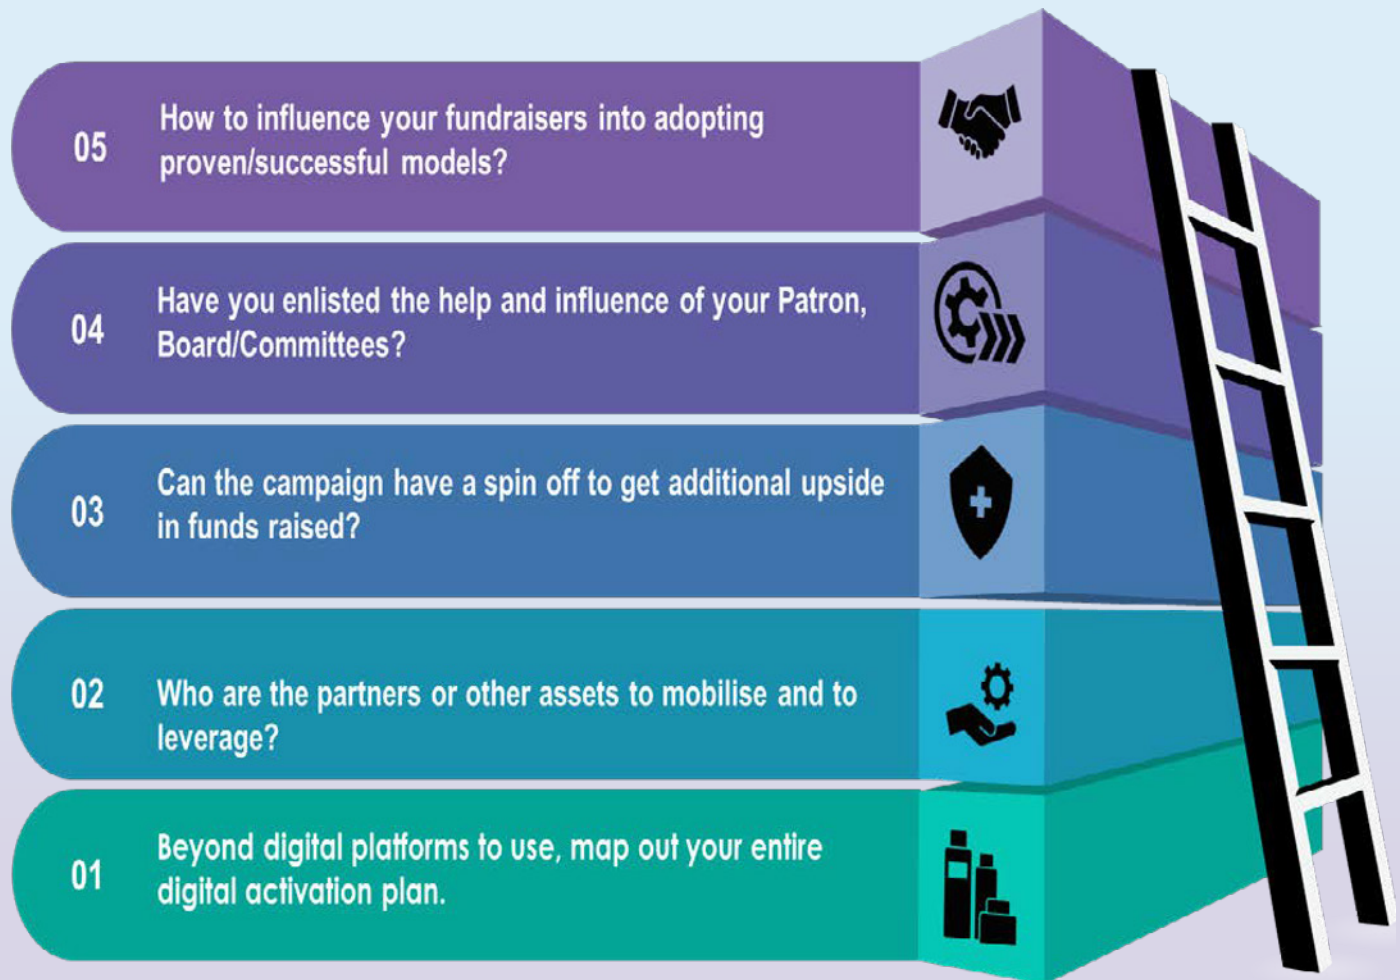 05
How to influence your fundraisers into adopting
proven/successful models?
04
Have you enlisted the help and influence of your Patron,
Board/Committees?
03
Can the campaign have a spin off to get additional upside
in funds raised?
02
Who are the partners or other assets to mobilise and to
leverage?
01
Beyond digital platforms to use, map out your entire
digital activation plan.